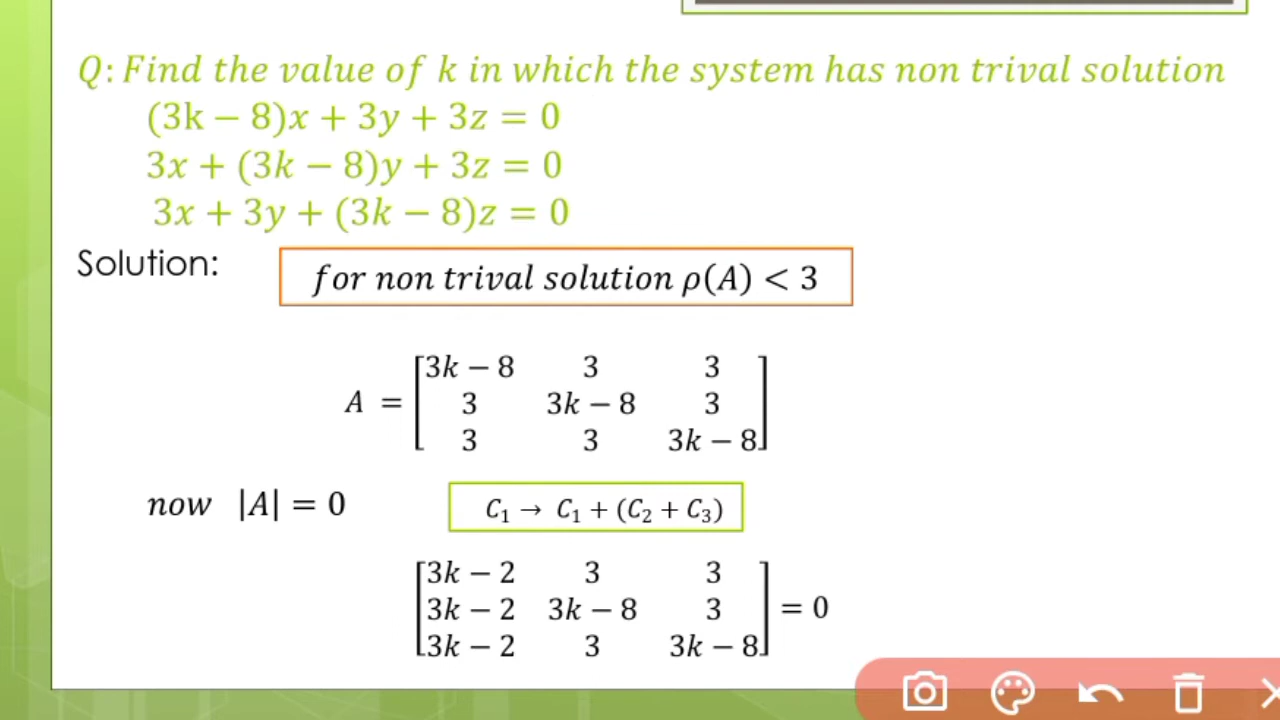 Q: Find the value of k in which the system has non trival solution
(3k − 8)x + 3y + 3z = 0
3x + (3k − 8)y + 3z = 0
3x + 3y + (3k − 8)z = 0
Solution:
for non trival solution ρ(A) < 3
A = [3k − 8 3 3
3 3k − 8 3
3 3 3k − 8]
now |A| = 0
C₁ → C₁ + (C₂ + C₃)
[3k − 2 3 3
3k − 2 3k − 8 3
3k − 2 3 3k − 8] = 0